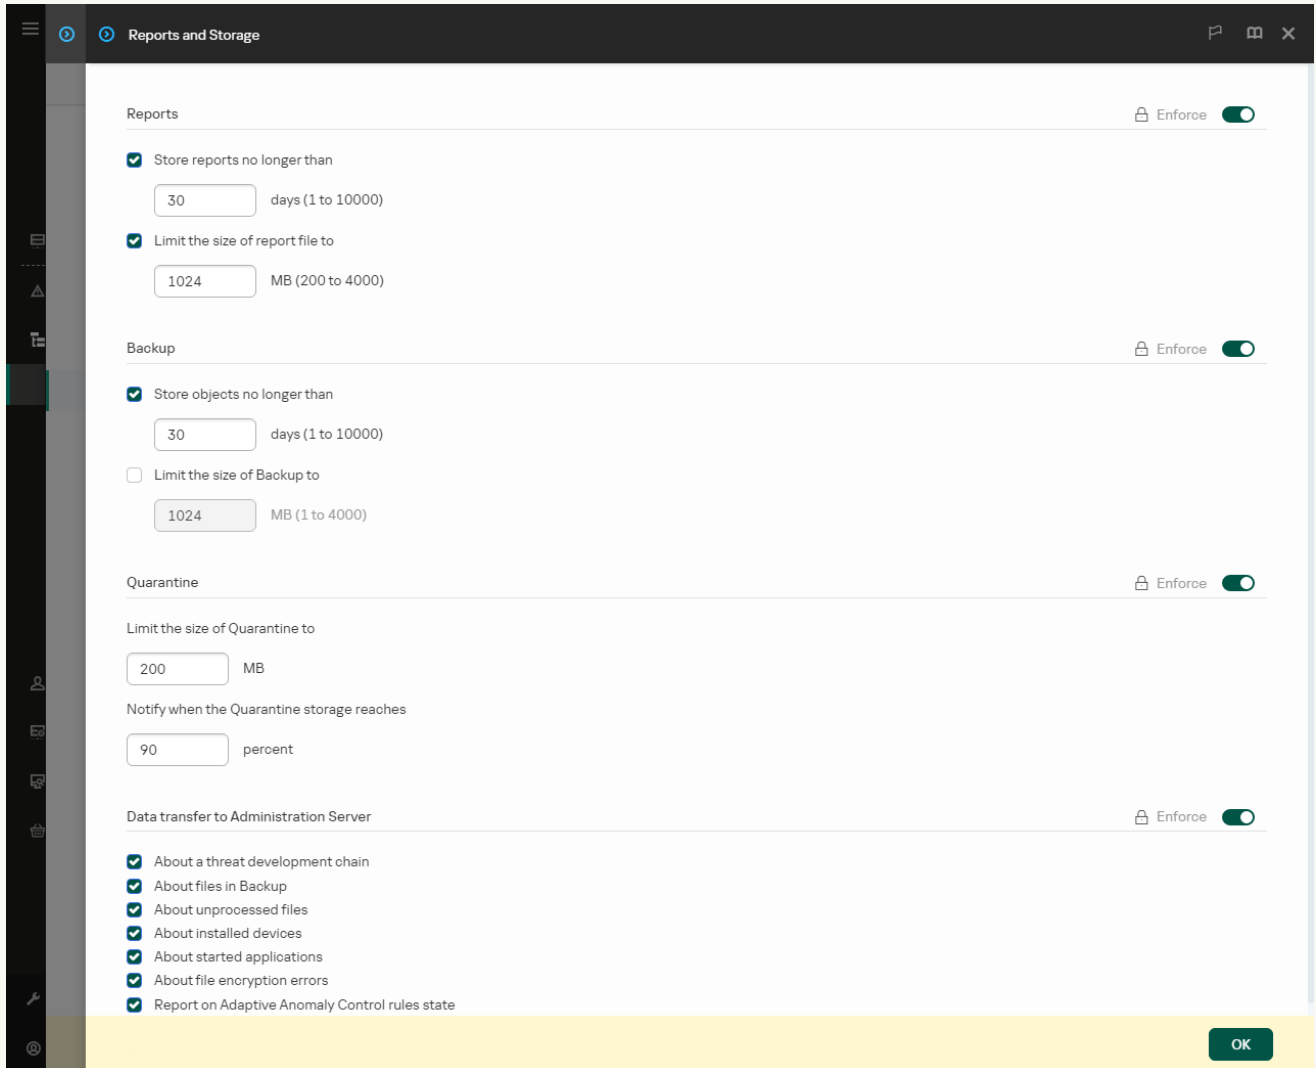 Reports and Storage
Reports
Enforce
Store reports no longer than
30 days (1 to 10000)
Limit the size of report file to
1024 MB (200 to 4000)
Backup
Enforce
Store objects no longer than
30 days (1 to 10000)
Limit the size of Backup to
1024 MB (1 to 4000)
Quarantine
Enforce
Limit the size of Quarantine to
200 MB
Notify when the Quarantine storage reaches
90 percent
Data transfer to Administration Server
Enforce
About a threat development chain
About files in Backup
About unprocessed files
About installed devices
About started applications
About file encryption errors
Report on Adaptive Anomaly Control rules state
OK